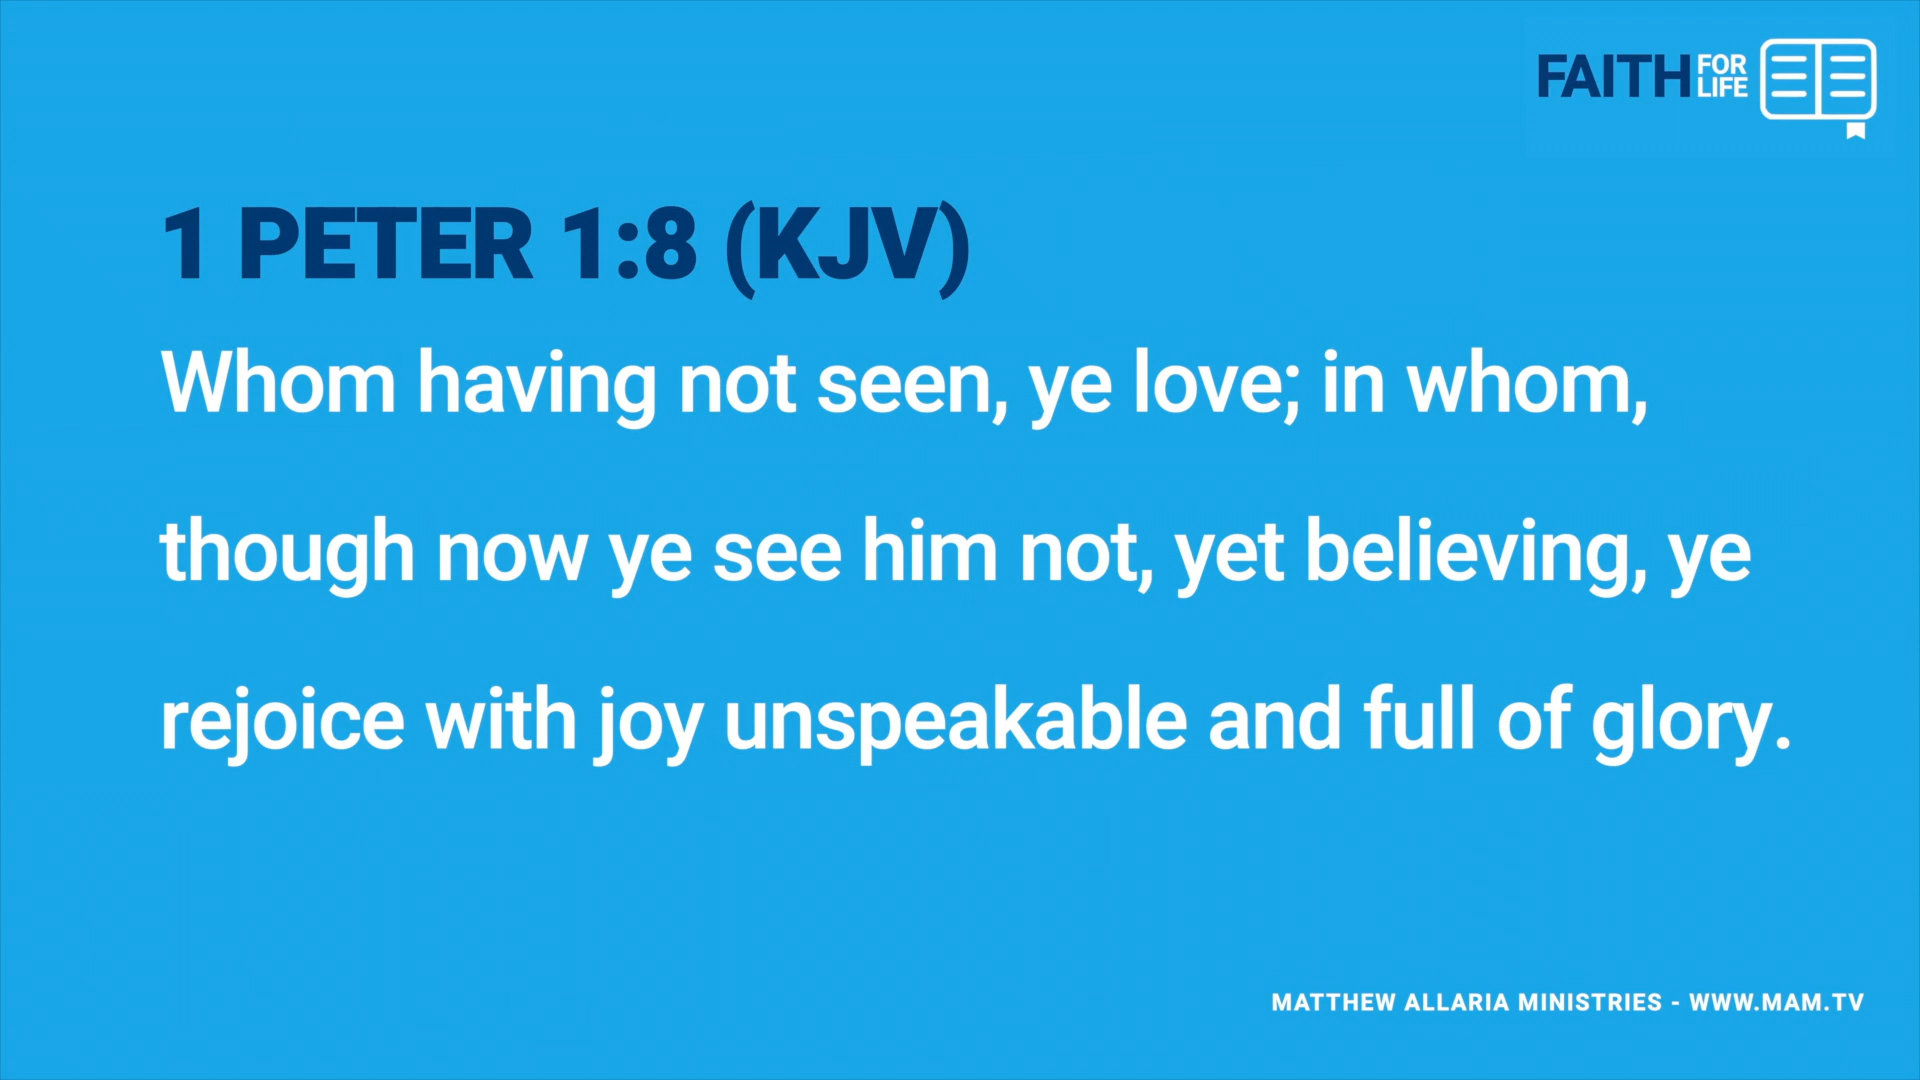 FAITH FOR LIFE
1 PETER 1:8 (KJV)
Whom having not seen, ye love; in whom,
though now ye see him not, yet believing, ye
rejoice with joy unspeakable and full of glory.
MATTHEW ALLARIA MINISTRIES - WWW.MAM.TV